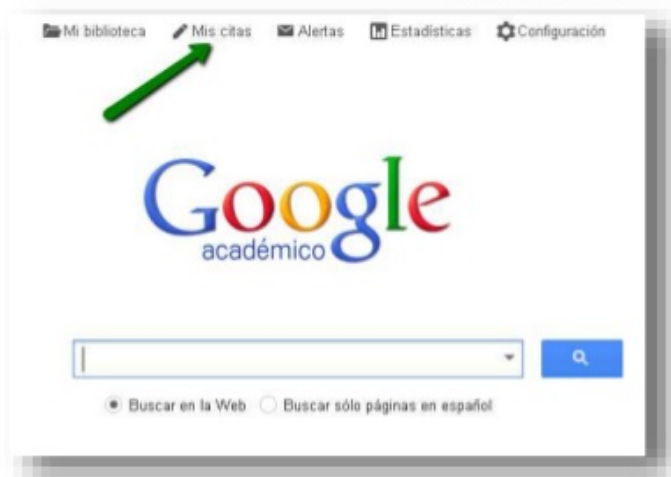 Mi biblioteca Mis citas Alertas Estadísticas Configuración
Google
académico
Buscar en la Web Buscar sólo páginas en español